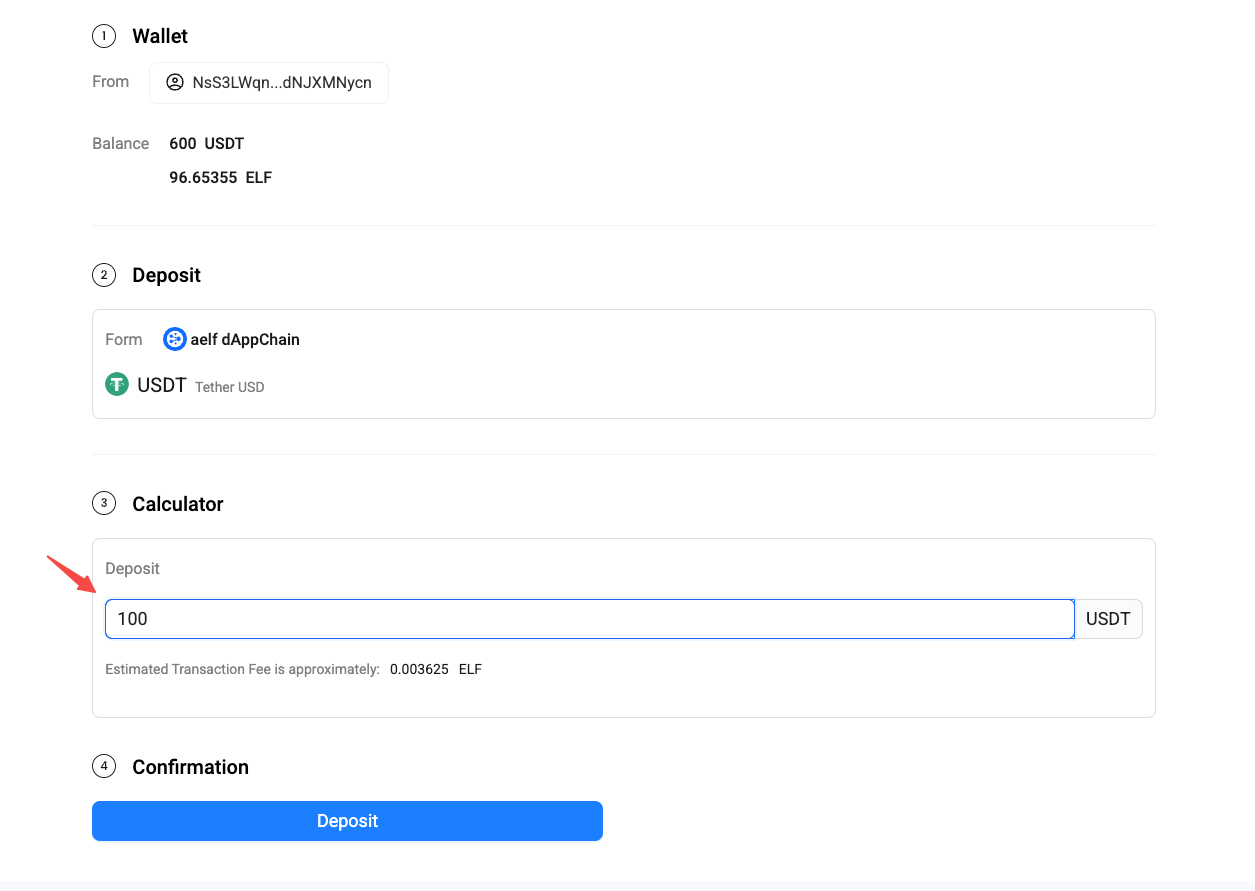 1 Wallet
From NsS3LWqn...dNJXMNycn
Balance 600 USDT
96.65355 ELF
2 Deposit
Form aelf dAppChain
USDT Tether USD
3 Calculator
Deposit
100 USDT
Estimated Transaction Fee is approximately: 0.003625 ELF
4 Confirmation
Deposit